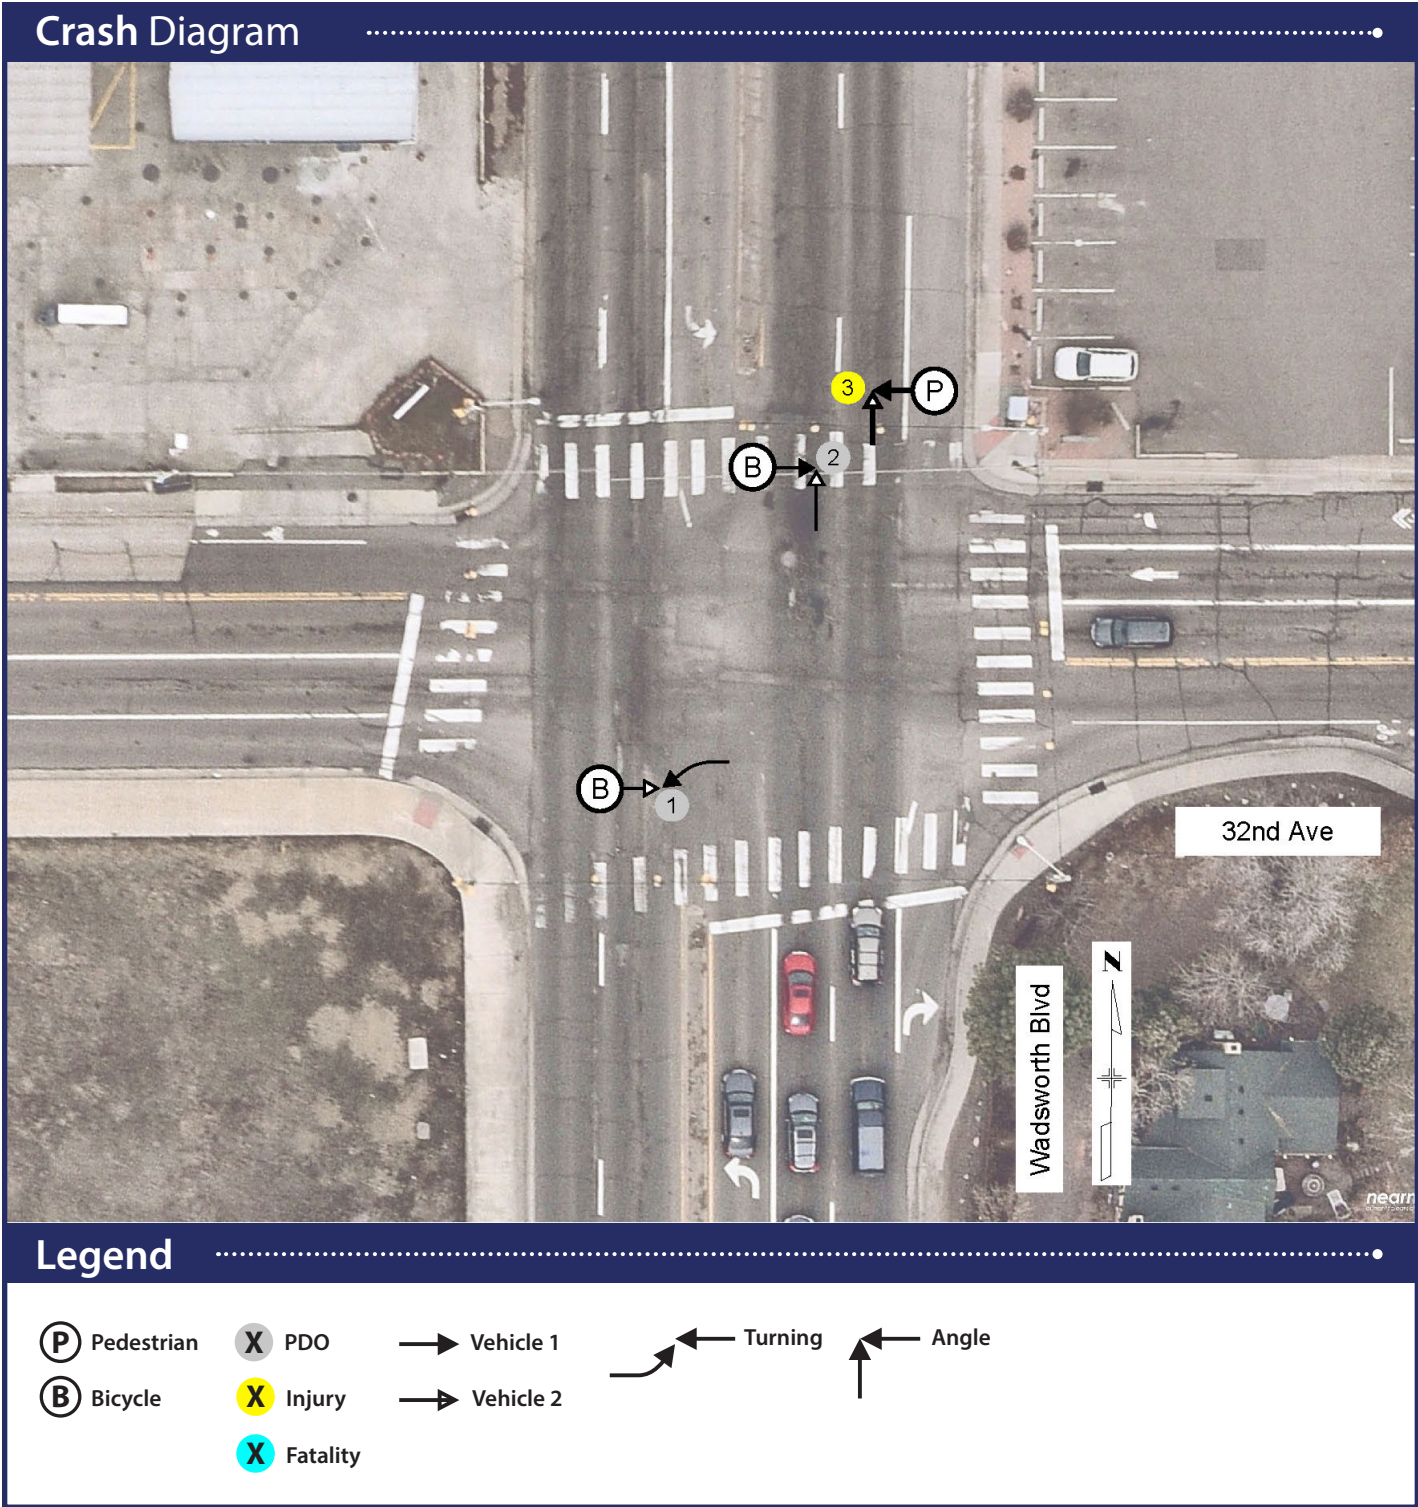 Crash Diagram
3
P
B
2
B
1
32nd Ave
Wadsworth Blvd
N
Legend
P Pedestrian
X PDO
Vehicle 1
Turning
Angle
B Bicycle
X Injury
Vehicle 2
X Fatality